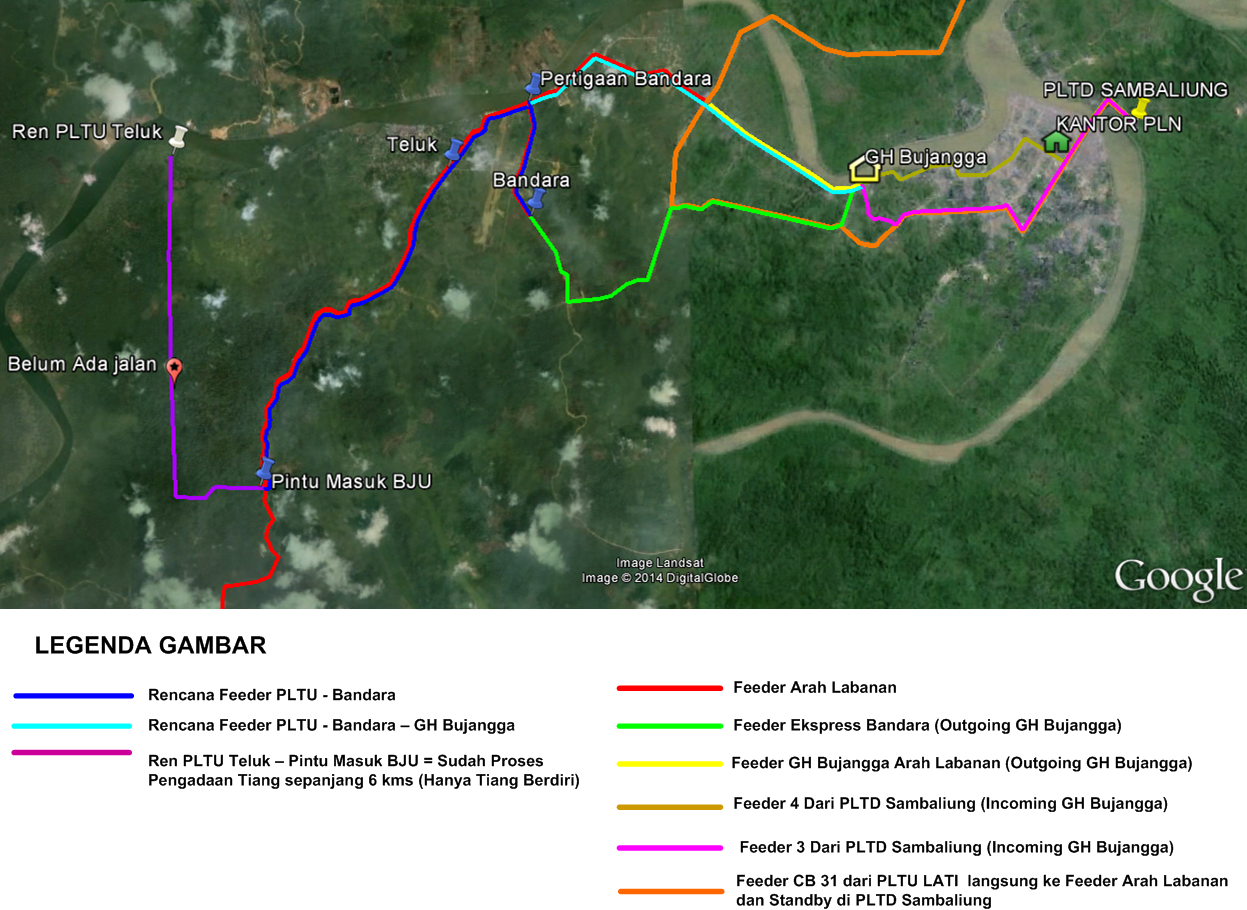 PLTD SAMBALIUNG
Pertigaan Bandara
KANTOR PLN
Ren PLTU Teluk
Teluk
GH Bujangga
Bandara
Belum Ada jalan
Pintu Masuk BJU
Image Landsat
Image © 2014 DigitalGlobe
Google
LEGENDA GAMBAR
Rencana Feeder PLTU - Bandara
Rencana Feeder PLTU - Bandara – GH Bujangga
Ren PLTU Teluk – Pintu Masuk BJU = Sudah Proses
Pengadaan Tiang sepanjang 6 kms (Hanya Tiang Berdiri)
Feeder Arah Labanan
Feeder Ekspress Bandara (Outgoing GH Bujangga)
Feeder GH Bujangga Arah Labanan (Outgoing GH Bujangga)
Feeder 4 Dari PLTD Sambaliung (Incoming GH Bujangga)
Feeder 3 Dari PLTD Sambaliung (Incoming GH Bujangga)
Feeder CB 31 dari PLTU LATI langsung ke Feeder Arah Labanan
dan Standby di PLTD Sambaliung